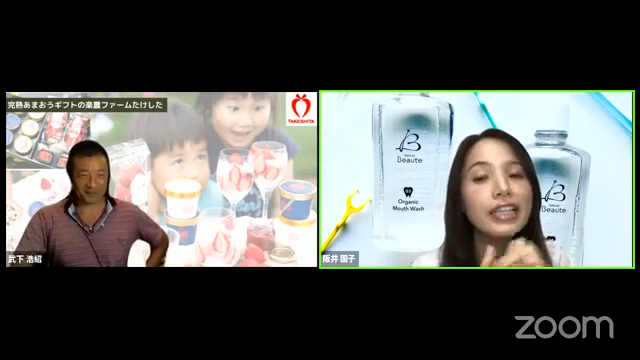 完熟あまおうギフトの楽農ファームたけした
TAKESHITA
武下 浩紹
B
Beaute
Organic
Mouth Wash
B
Beaute
阪井 園子
zoom